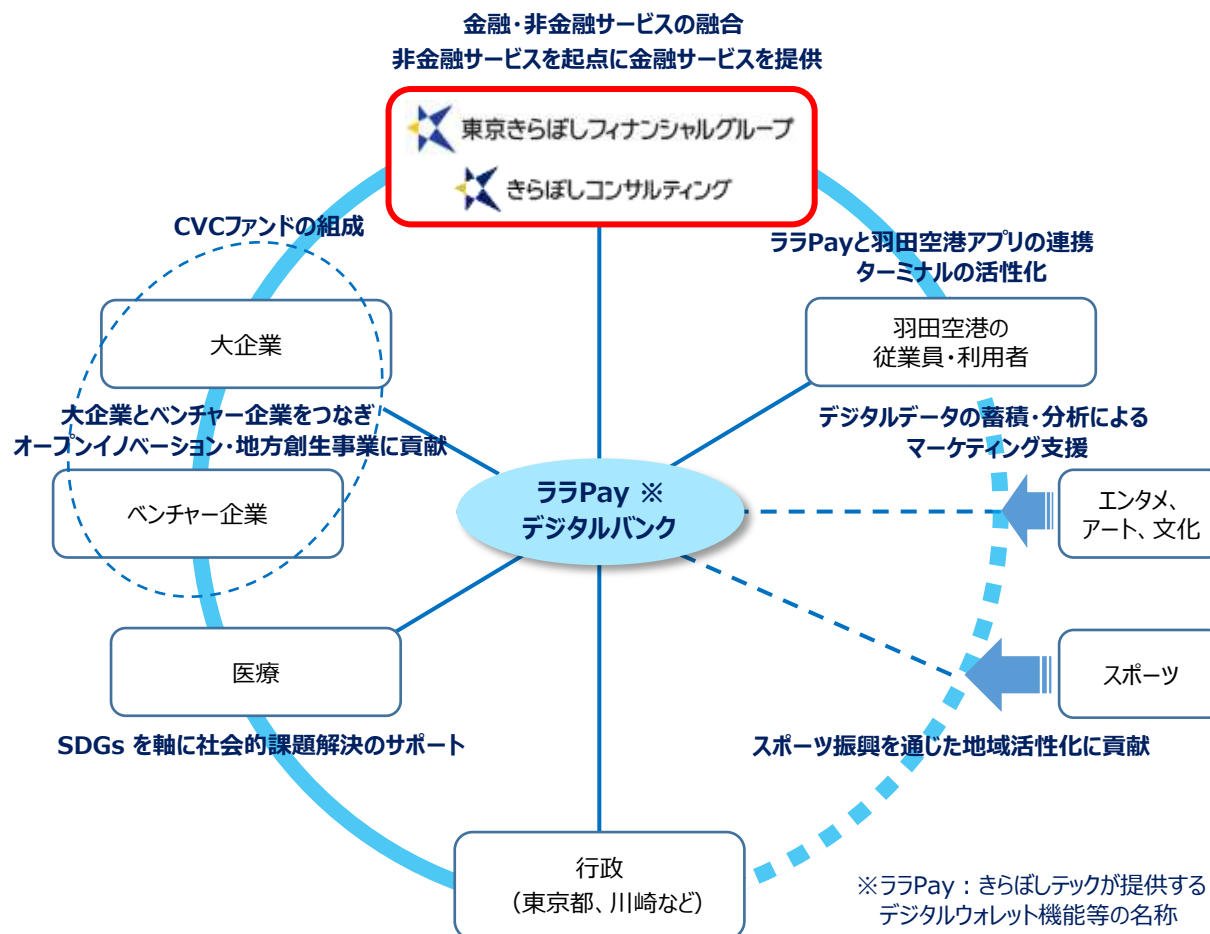 金融・非金融サービスの融合
非金融サービスを起点に金融サービスを提供
東京きらぼしフィナンシャルグループ
きらぼしコンサルティング
CVCファンドの組成
ララPayと羽田空港アプリの連携
ターミナルの活性化
大企業
羽田空港の
従業員・利用者
大企業とベンチャー企業をつなぎ
オープンイノベーション・地方創生事業に貢献
デジタルデータの蓄積・分析による
マーケティング支援
ベンチャー企業
ララPay ※
デジタルバンク
エンタメ、
アート、文化
医療
スポーツ
SDGs を軸に社会的課題解決のサポート
スポーツ振興を通じた地域活性化に貢献
行政
（東京都、川崎など）
※ララPay：きらぼしテックが提供する
デジタルウォレット機能等の名称